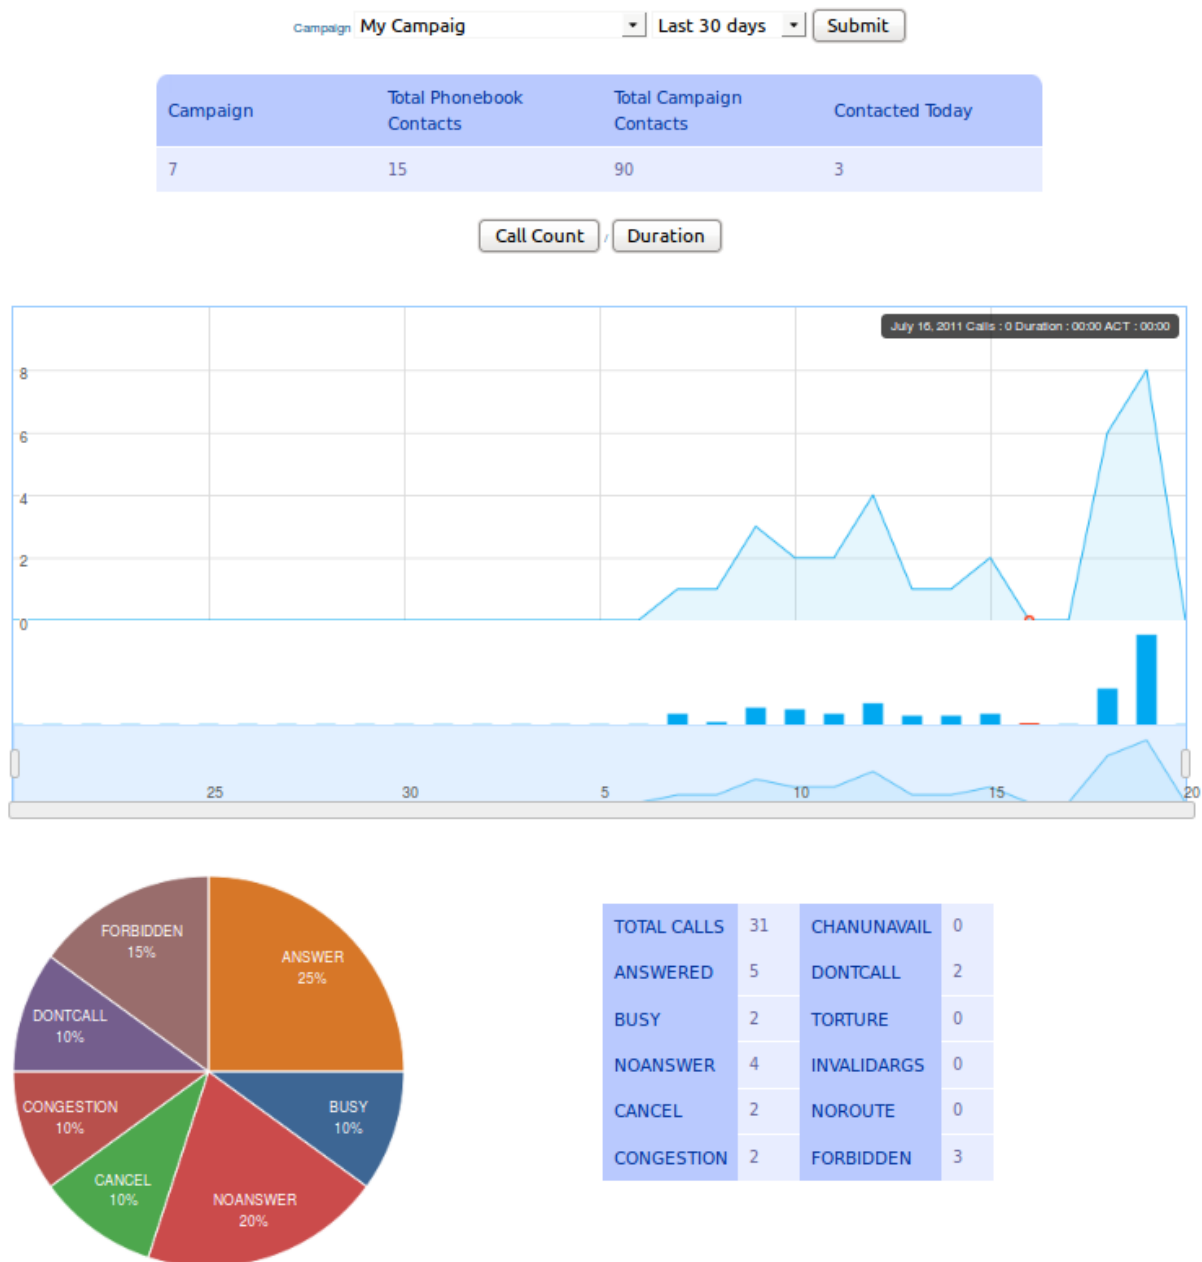 Campaign My Campaig Last 30 days Submit
Campaign Total Phonebook Contacts Total Campaign Contacts Contacted Today
7 15 90 3
Call Count / Duration
July 16, 2011 Calls : 0 Duration : 00:00 ACT : 00:00
8
6
4
2
0
25 30 5 10 15 20
FORBIDDEN
15%
ANSWER
25%
DONTCALL
10%
CONGESTION
10%
BUSY
10%
CANCEL
10%
NOANSWER
20%
TOTAL CALLS 31 CHANUNAVAIL 0
ANSWERED 5 DONTCALL 2
BUSY 2 TORTURE 0
NOANSWER 4 INVALIDARGS 0
CANCEL 2 NOROUTE 0
CONGESTION 2 FORBIDDEN 3